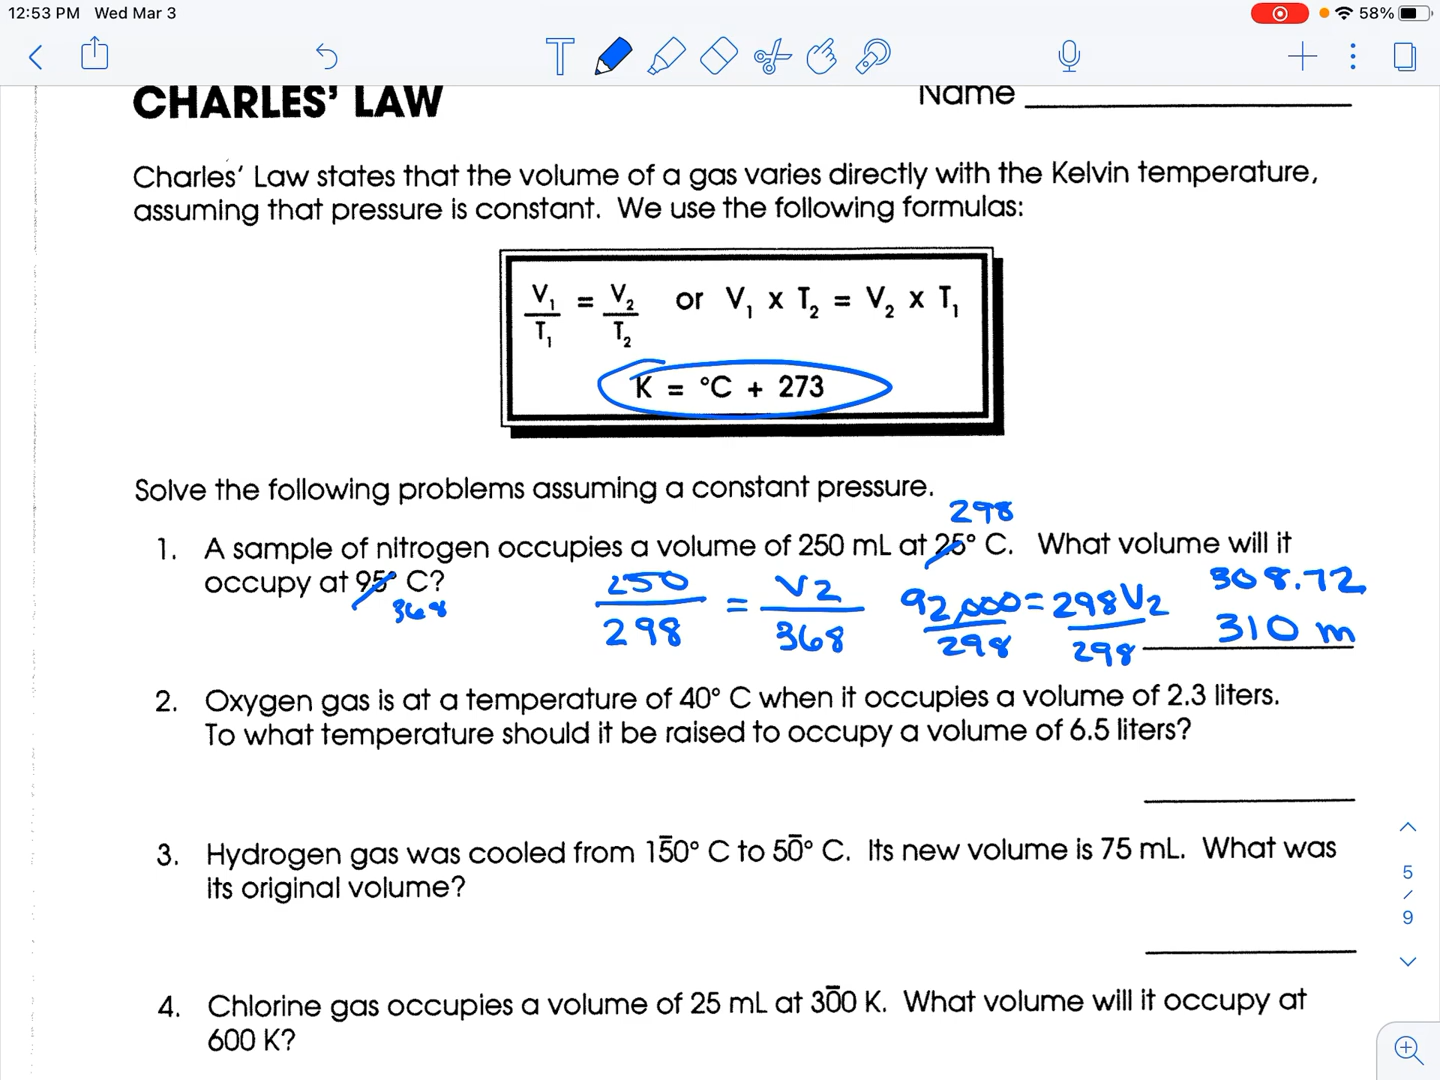 12:53 PM Wed Mar 3
58%
T
CHARLES' LAW
Name
Charles' Law states that the volume of a gas varies directly with the Kelvin temperature,
assuming that pressure is constant. We use the following formulas:
V₁/T₁ = V₂/T₂ or V₁ x T₂ = V₂ x T₁
K = °C + 273
Solve the following problems assuming a constant pressure.
298
1. A sample of nitrogen occupies a volume of 250 mL at 25° C. What volume will it
occupy at 95° C?
368
250/298 = V2/368
92,000/298 = 298V2/298
308.72
310 m
2. Oxygen gas is at a temperature of 40° C when it occupies a volume of 2.3 liters.
To what temperature should it be raised to occupy a volume of 6.5 liters?
3. Hydrogen gas was cooled from 15̅0° C to 50̅° C. Its new volume is 75 mL. What was
its original volume?
4. Chlorine gas occupies a volume of 25 mL at 30̅0 K. What volume will it occupy at
600 K?
5
/
9